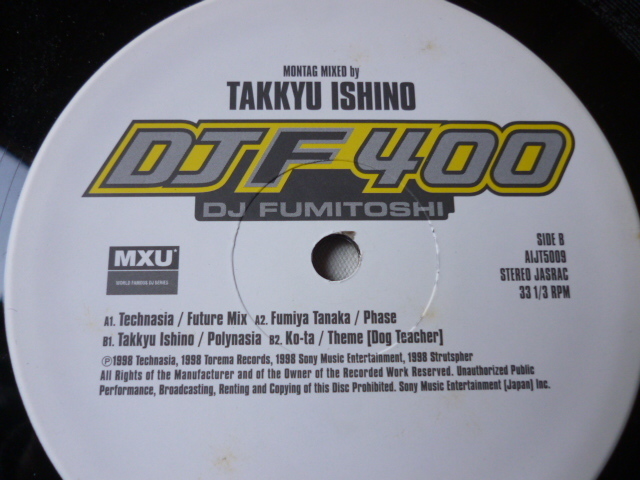 MONTAG MIXED by
TAKKYU ISHINO
DJ F 400
DJ FUMITOSHI
MXU
WORLD FAMOUS DJ SERIES
SIDE B
AIJT5009
STEREO JASRAC
33 1/3 RPM
A1. Technasia / Future Mix A2. Fumiya Tanaka / Phase
B1. Takkyu Ishino / Polynasia B2. Ko-ta / Theme [Dog Teacher]
Ⓟ1998 Technasia, 1998 Torema Records, 1998 Sony Music Entertainment, 1998 Strutspher
All Rights of the Manufacturer and of the Owner of the Recorded Work Reserved. Unauthorized Public
Performance, Broadcasting, Renting and Copying of this Disc Prohibited. Sony Music Entertainment [Japan] Inc.